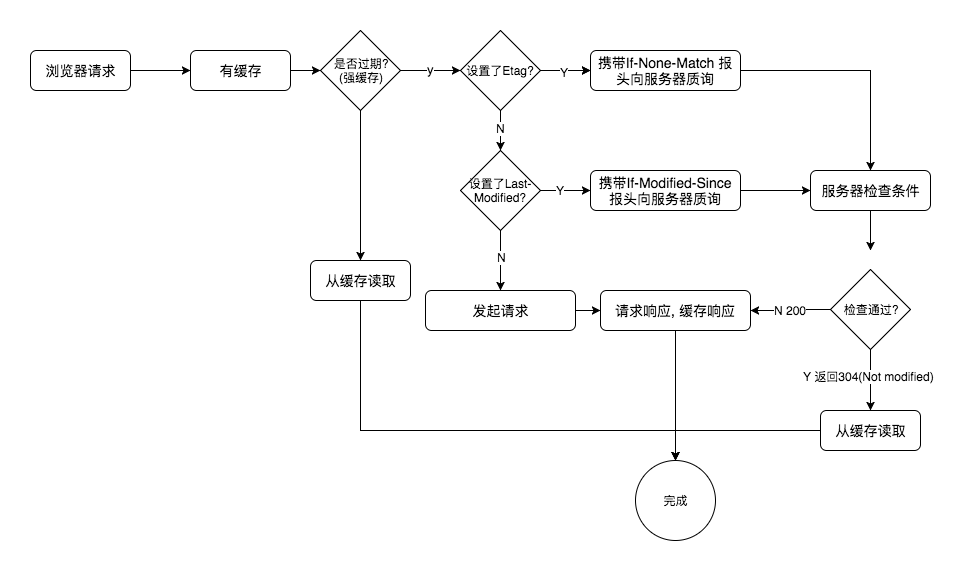 浏览器请求
有缓存
是否过期?
(强缓存)
y
设置了Etag?
Y
携带If-None-Match 报
头向服务器质询
N
设置了Last-
Modified?
Y
携带If-Modified-Since
报头向服务器质询
服务器检查条件
N
从缓存读取
发起请求
请求响应, 缓存响应
N 200
检查通过?
Y 返回304(Not modified)
从缓存读取
完成